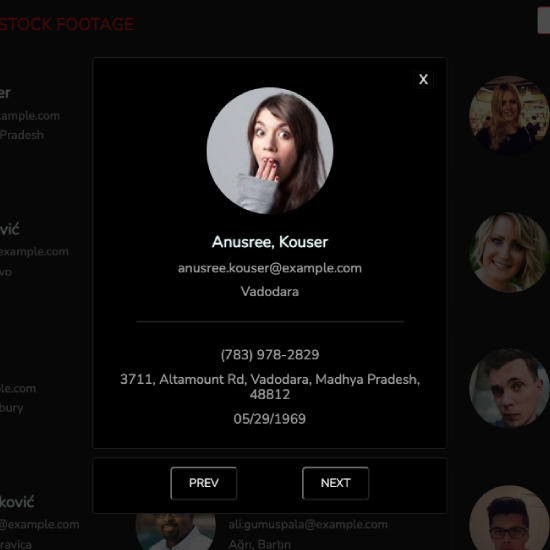 STOCK FOOTAGE
X
Anusree, Kouser
anusree.kouser@example.com
Vadodara
(783) 978-2829
3711, Altamount Rd, Vadodara, Madhya Pradesh,
48812
05/29/1969
PREV
NEXT
er
xample.com
Pradesh
vić
example.com
vo
le.com
bury
ković
@example.com
ravica
ali.gumuspala@example.com
Ağrı, Bartın